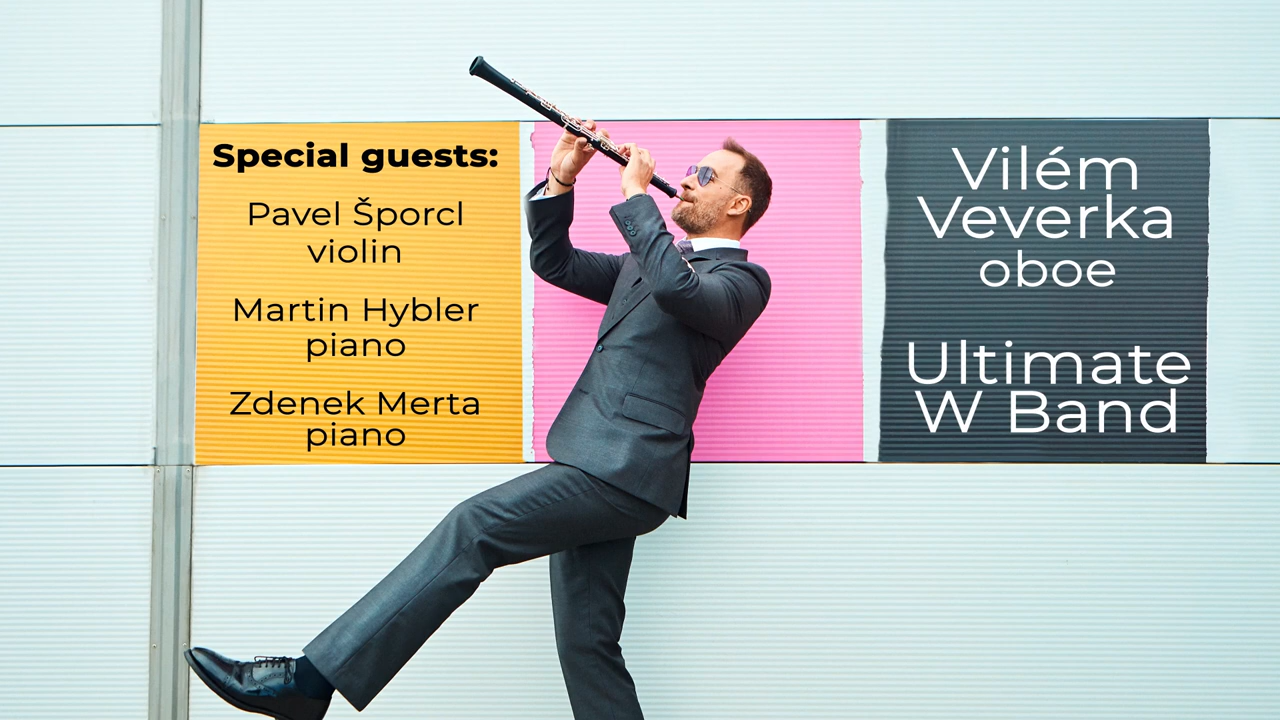 Special guests:
Pavel Šporcl
violin
Martin Hybler
piano
Zdenek Merta
piano
Vilém
Veverka
oboe
Ultimate
W Band